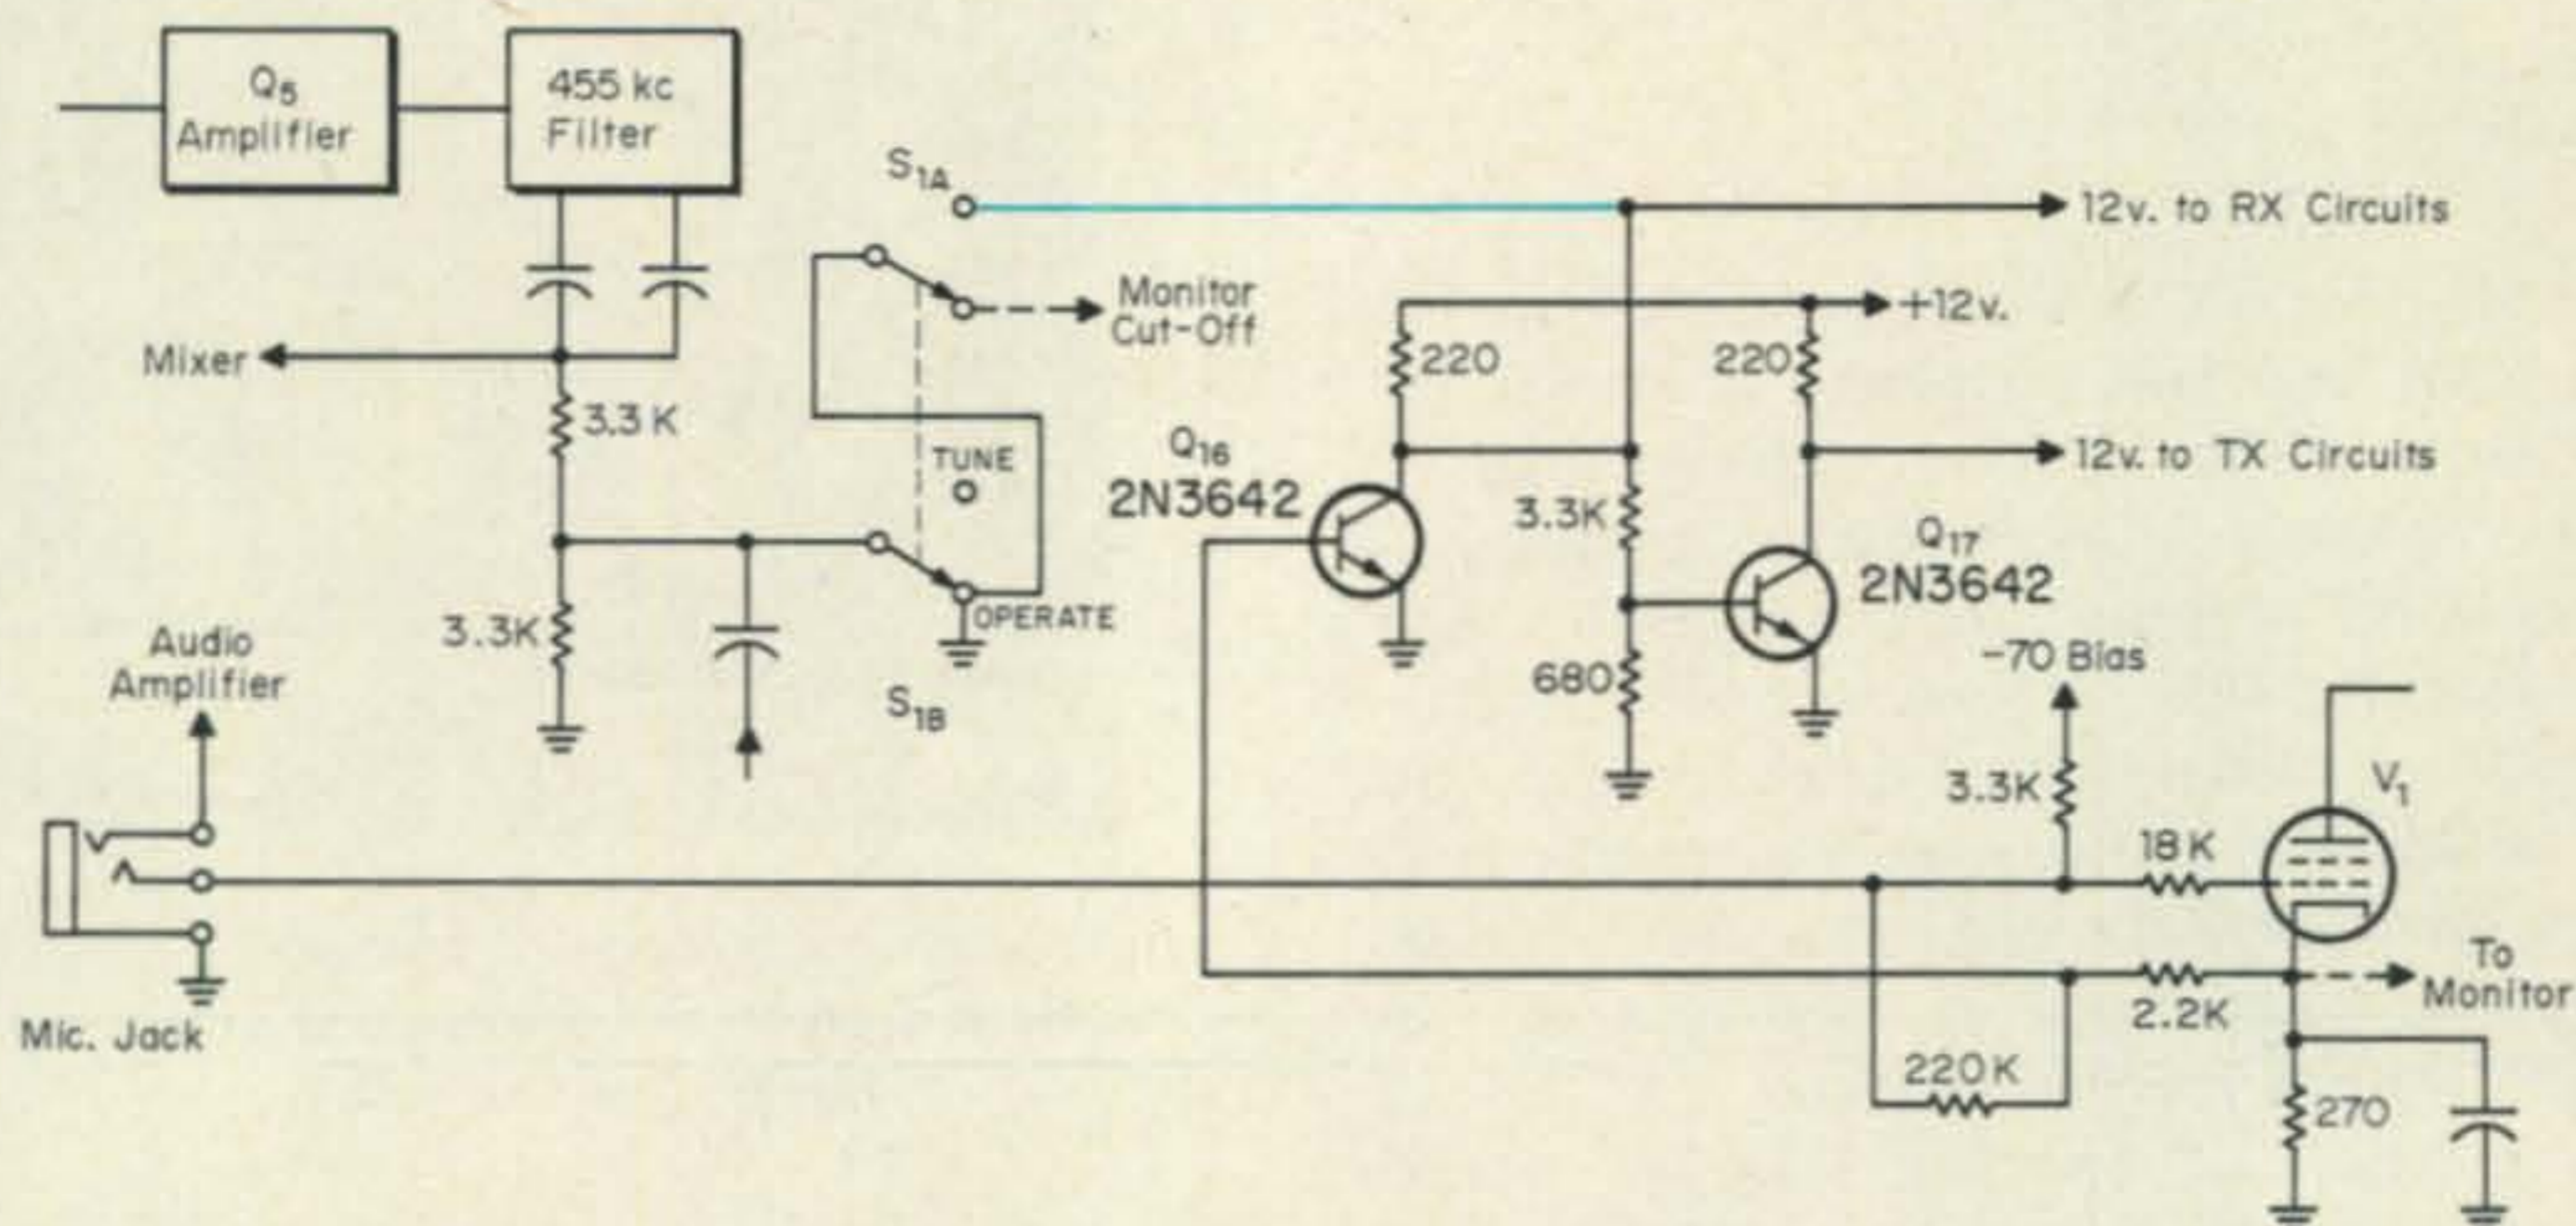 Q5
Amplifier
455 kc
Filter
S1A
12v. to RX Circuits
Monitor
Cut-Off
+12v.
Mixer
220
220
3.3K
TUNE
Q16
2N3642
12v. to TX Circuits
3.3K
Q17
2N3642
Audio
Amplifier
3.3K
OPERATE
-70 Bias
680
S1B
3.3K
V1
18K
To
Monitor
Mic. Jack
2.2K
220K
270